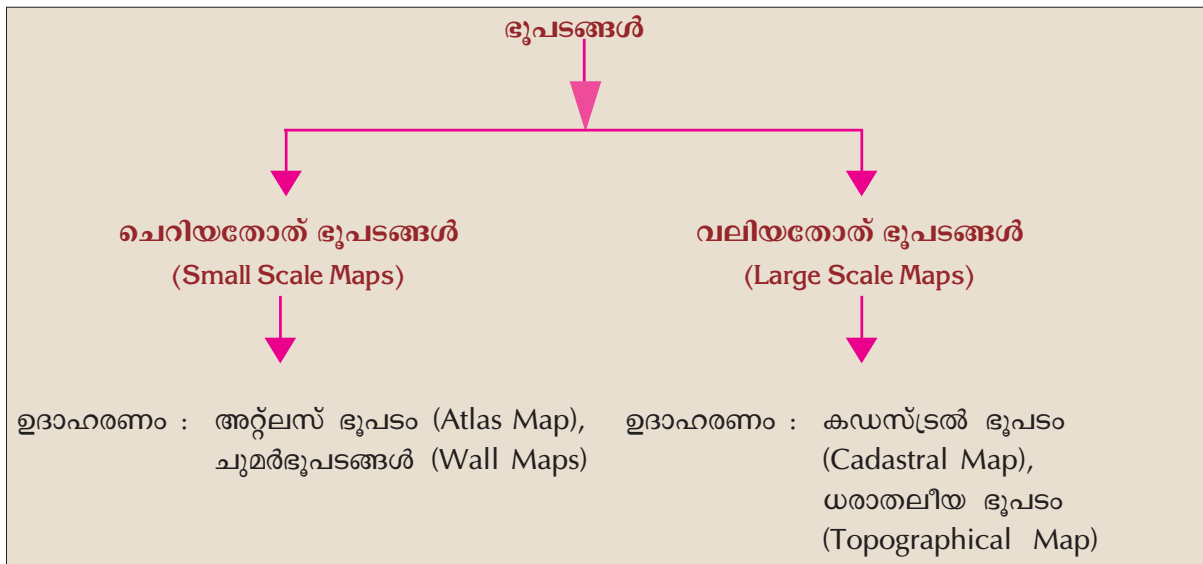 ഭൂപടങ്ങൾ
ചെറിയതോത് ഭൂപടങ്ങൾ
(Small Scale Maps)
വലിയതോത് ഭൂപടങ്ങൾ
(Large Scale Maps)
ഉദാഹരണം : അറ്റ്ലസ് ഭൂപടം (Atlas Map),
ചുമർഭൂപടങ്ങൾ (Wall Maps)
ഉദാഹരണം : കഡസ്ട്രൽ ഭൂപടം
(Cadastral Map),
ധരാതലീയ ഭൂപടം
(Topographical Map)